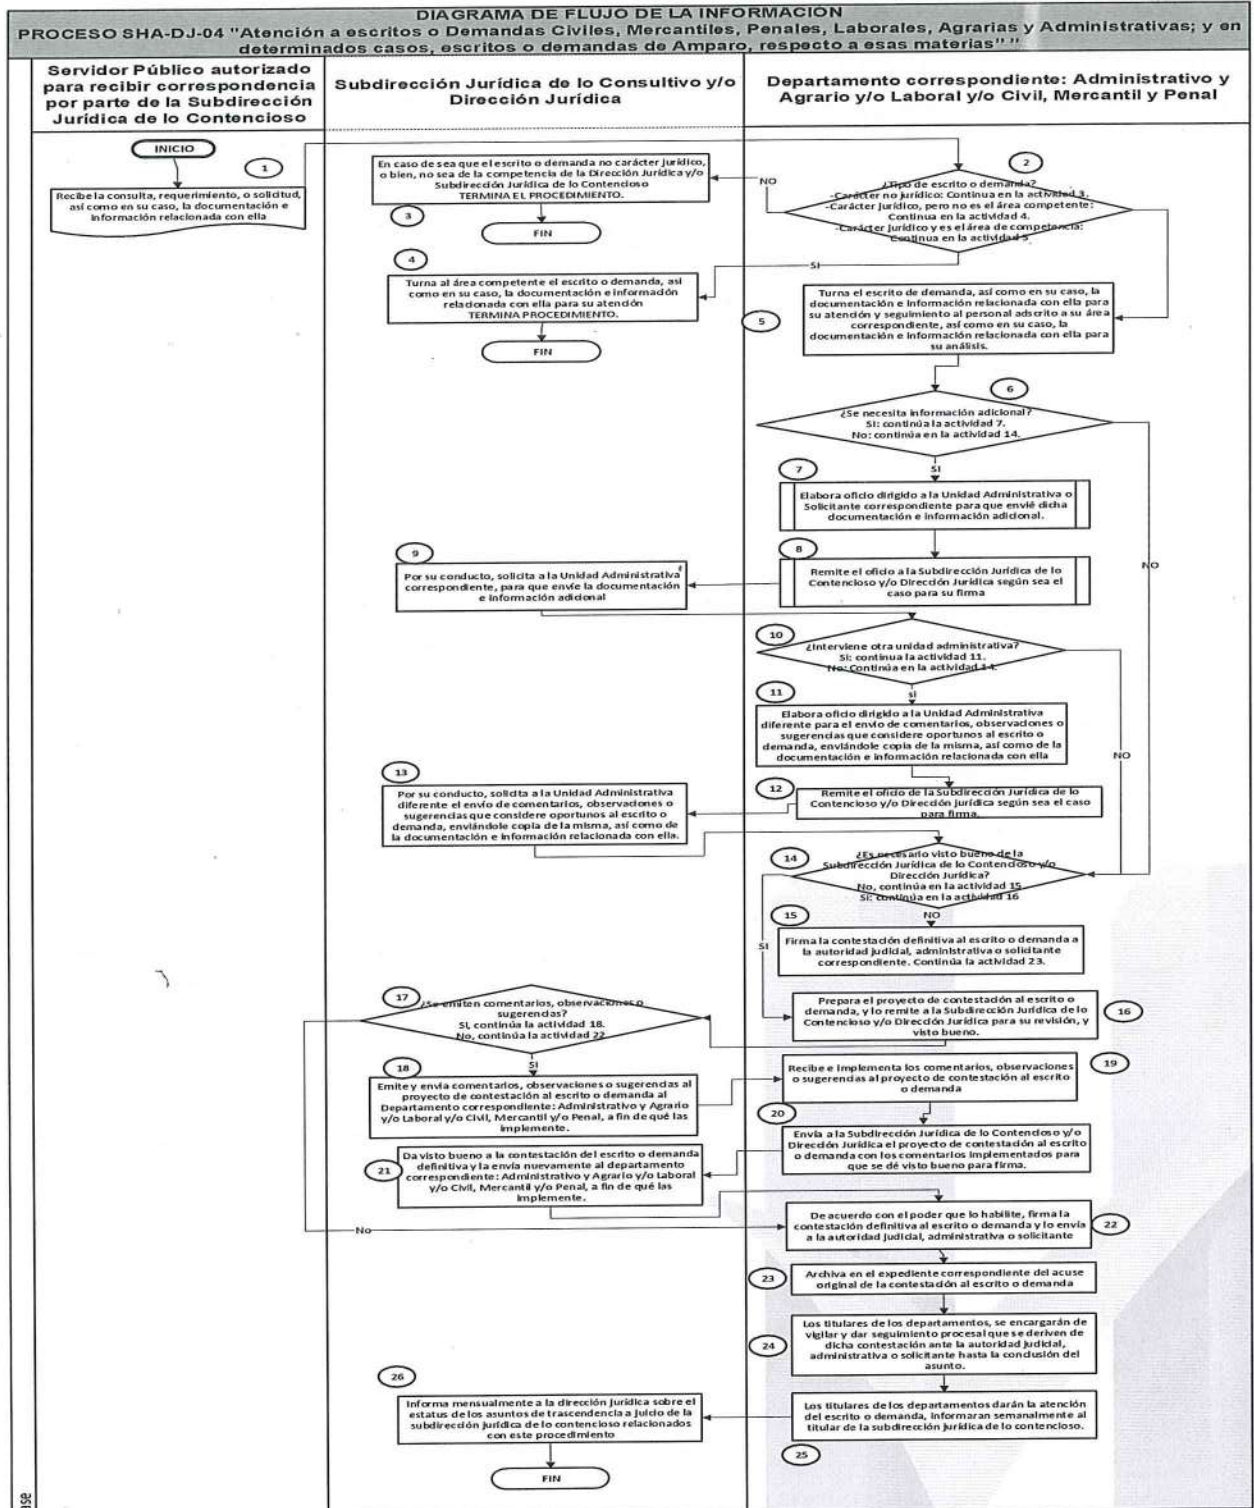 DIAGRAMA DE FLUJO DE LA INFORMACIÓN
PROCESO SHA-DJ-04 "Atención a escritos o Demandas Civiles, Mercantiles, Penales, Laborales, Agrarias y Administrativas; y en
determinados casos, escritos o demandas de Amparo, respecto a esas materias" "
Servidor Público autorizado
para recibir correspondencia
por parte de la Subdirección
Jurídica de lo Contencioso
Subdirección Jurídica de lo Consultivo y/o
Dirección Jurídica
Departamento correspondiente: Administrativo y
Agrario y/o Laboral y/o Civil, Mercantil y Penal
INICIO
1
Recibe la consulta, requerimiento, o solicitud,
así como en su caso, la documentación e
información relacionada con ella
2
¿Tipo de escrito o demanda?
-Carácter no jurídico: Continua en la actividad 3.
-Carácter jurídico, pero no es el área competente:
Continua en la actividad 4.
-Carácter jurídico y es el área de competencia:
Continua en la actividad 5
NO
En caso de sea que el escrito o demanda no carácter jurídico,
o bien, no sea de la competencia de la Dirección Jurídica y/o
Subdirección Jurídica de lo Contencioso
TERMINA EL PROCEDIMIENTO.
3
FIN
SI
4
Turna al área competente el escrito o demanda, así
como en su caso, la documentación e información
relacionada con ella para su atención
TERMINA PROCEDIMIENTO.
FIN
5
Turna el escrito de demanda, así como en su caso, la
documentación e información relacionada con ella para
su atención y seguimiento al personal adscrito a su área
correspondiente, así como en su caso, la
documentación e información relacionada con ella para
su análisis.
6
¿Se necesita información adicional?
Si: continúa la actividad 7.
No: continúa en la actividad 14.
SI
NO
7
Elabora oficio dirigido a la Unidad Administrativa o
Solicitante correspondiente para que envié dicha
documentación e información adicional.
8
Remite el oficio a la Subdirección Jurídica de lo
Contencioso y/o Dirección Jurídica según sea el
caso para su firma
9
Por su conducto, solicita a la Unidad Administrativa
correspondiente, para que envíe la documentación
e información adicional
10
¿Interviene otra unidad administrativa?
Si: continua la actividad 11.
No: Continúa en la actividad 14.
si
NO
11
Elabora oficio dirigido a la Unidad Administrativa
diferente para el envío de comentarios, observaciones o
sugerencias que considere oportunos al escrito o
demanda, enviándole copia de la misma, así como de la
documentación e información relacionada con ella
12
Remite el oficio de la Subdirección Jurídica de lo
Contencioso y/o Dirección jurídica según sea el caso
para firma.
13
Por su conducto, solicita a la Unidad Administrativa
diferente el envío de comentarios, observaciones o
sugerencias que considere oportunos al escrito o
demanda, enviándole copia de la misma, así como de
la documentación e información relacionada con ella.
14
¿Es necesario visto bueno de la
Subdirección Jurídica de lo Contencioso y/o
Dirección Jurídica?
No, continúa en la actividad 15
Si: continúa en la actividad 16
NO
SI
15
Firma la contestación definitiva al escrito o demanda a
la autoridad judicial, administrativa o solicitante
correspondiente. Continúa la actividad 23.
16
Prepara el proyecto de contestación al escrito o
demanda, y lo remite a la Subdirección Jurídica de lo
Contencioso y/o Dirección Jurídica para su revisión, y
visto bueno.
17
¿Se emiten comentarios, observaciones o
sugerencias?
Si, continúa la actividad 18.
No, continúa la actividad 22
SI
18
Emite y envía comentarios, observaciones o sugerencias al
proyecto de contestación al escrito o demanda al
Departamento correspondiente: Administrativo y Agrario
y/o Laboral y/o Civil, Mercantil y/o Penal, a fin de qué las
implemente.
19
Recibe e implementa los comentarios, observaciones
o sugerencias al proyecto de contestación al escrito
o demanda
20
Envía a la Subdirección Jurídica de lo Contencioso y/o
Dirección Jurídica el proyecto de contestación al escrito
o demanda con los comentarios implementados para
que se dé visto bueno para firma.
21
Da visto bueno a la contestación del escrito o demanda
definitiva y la envía nuevamente al departamento
correspondiente: Administrativo y Agrario y/o Laboral
y/o Civil, Mercantil y/o Penal, a fin de qué las
implemente.
No
22
De acuerdo con el poder que lo habilite, firma la
contestación definitiva al escrito o demanda y lo envía
a la autoridad judicial, administrativa o solicitante
23
Archiva en el expediente correspondiente del acuse
original de la contestación al escrito o demanda
24
Los titulares de los departamentos, se encargarán de
vigilar y dar seguimiento procesal que se deriven de
dicha contestación ante la autoridad judicial,
administrativa o solicitante hasta la conclusión del
asunto.
Los titulares de los departamentos darán la atención
del escrito o demanda, informaran semanalmente al
titular de la subdirección jurídica de lo contencioso.
25
26
Informa mensualmente a la dirección jurídica sobre el
estatus de los asuntos de trascendencia a juicio de la
subdirección jurídica de lo contencioso relacionados
con este procedimiento
FIN
ase